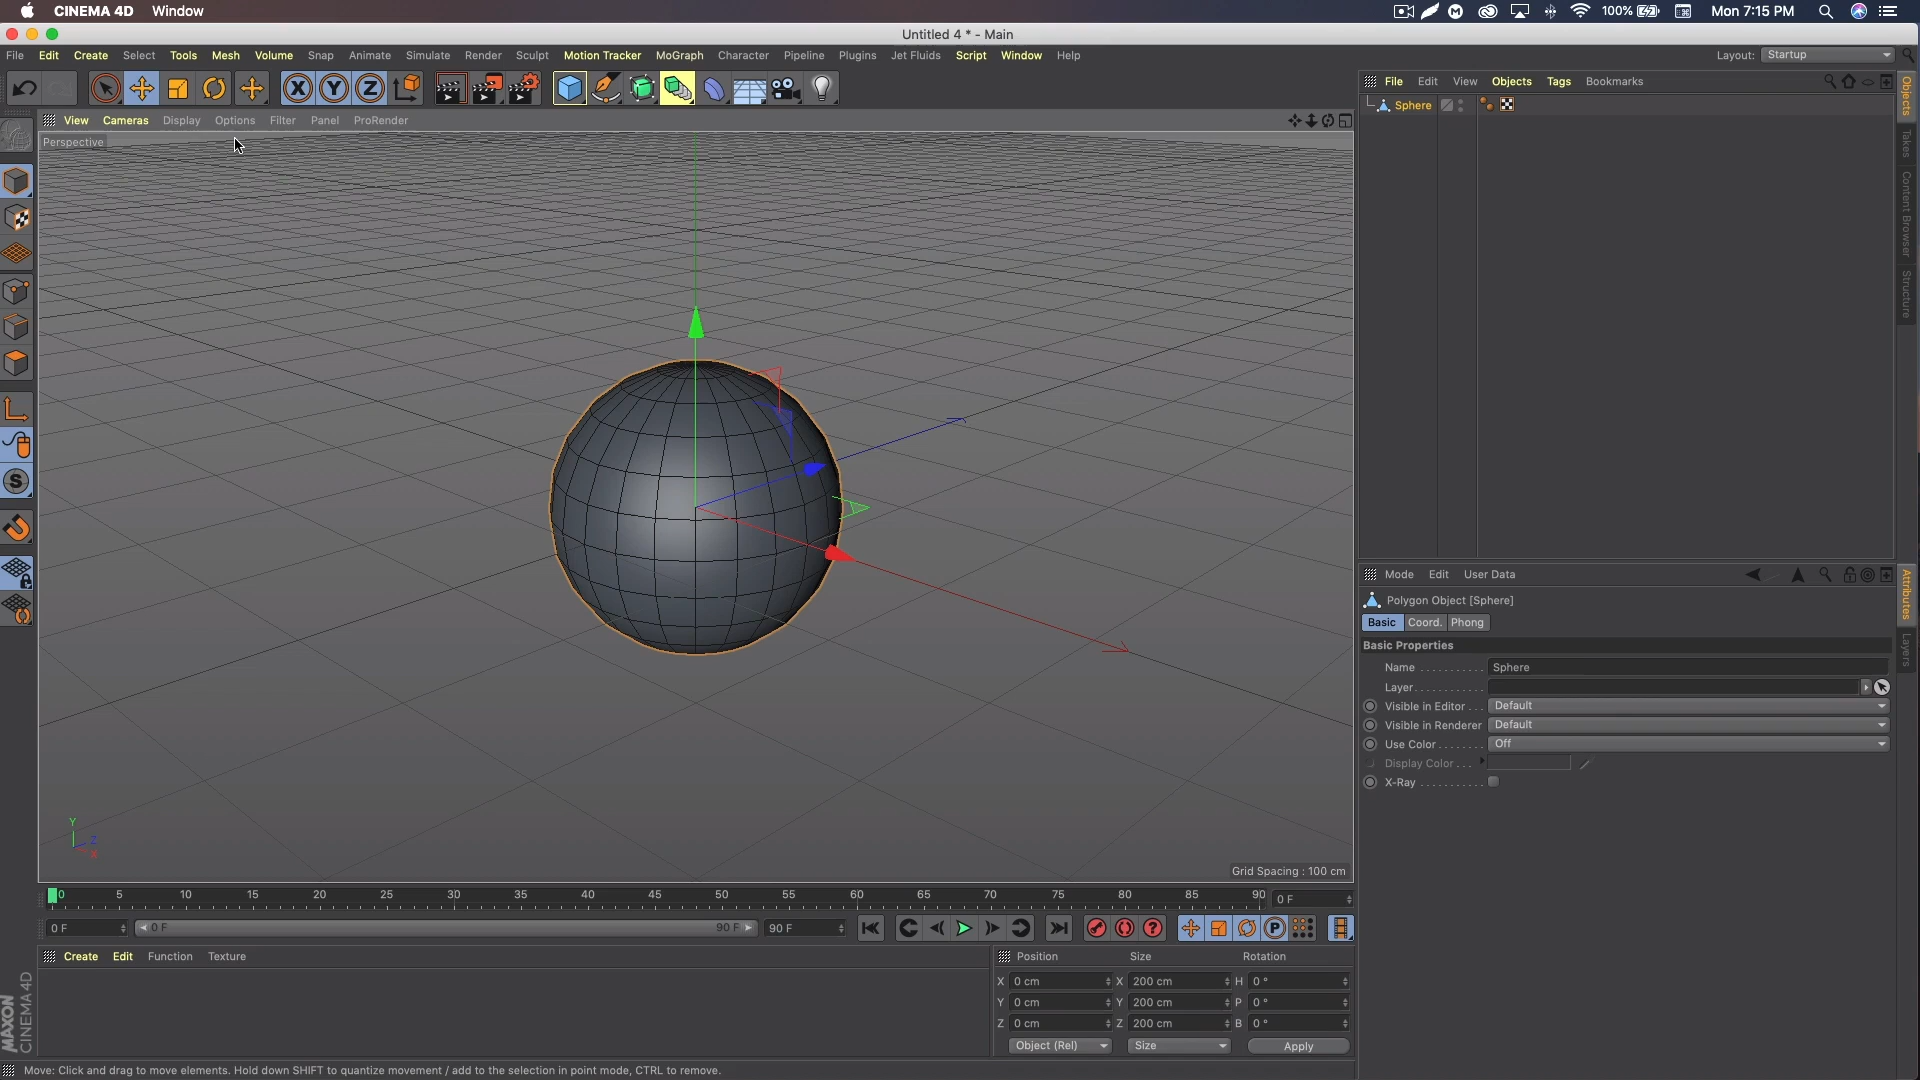 CINEMA 4D Window 100% Mon 7:15 PM
Untitled 4 * - Main
File Edit Create Select Tools Mesh Volume Snap Animate Simulate Render Sculpt Motion Tracker MoGraph Character Pipeline Plugins Jet Fluids Script Window Help Layout: Startup
File Edit View Objects Tags Bookmarks
Sphere
View Cameras Display Options Filter Panel ProRender
Perspective
Objects
Takes
Content Browser
Structure
Mode Edit User Data
Polygon Object [Sphere]
Basic Coord. Phong
Basic Properties
Name Sphere
Layer
Visible in Editor Default
Visible in Renderer Default
Use Color Off
Display Color
X-Ray
Attributes
Layers
Y
Z
X
Grid Spacing : 100 cm
0 5 10 15 20 25 30 35 40 45 50 55 60 65 70 75 80 85 90 0 F
0 F 0 F 90 F 90 F
Create Edit Function Texture
Position Size Rotation
X 0 cm X 200 cm H 0 °
Y 0 cm Y 200 cm P 0 °
Z 0 cm Z 200 cm B 0 °
Object (Rel) Size Apply
MAXON
CINEMA 4D
Move: Click and drag to move elements. Hold down SHIFT to quantize movement / add to the selection in point mode, CTRL to remove.